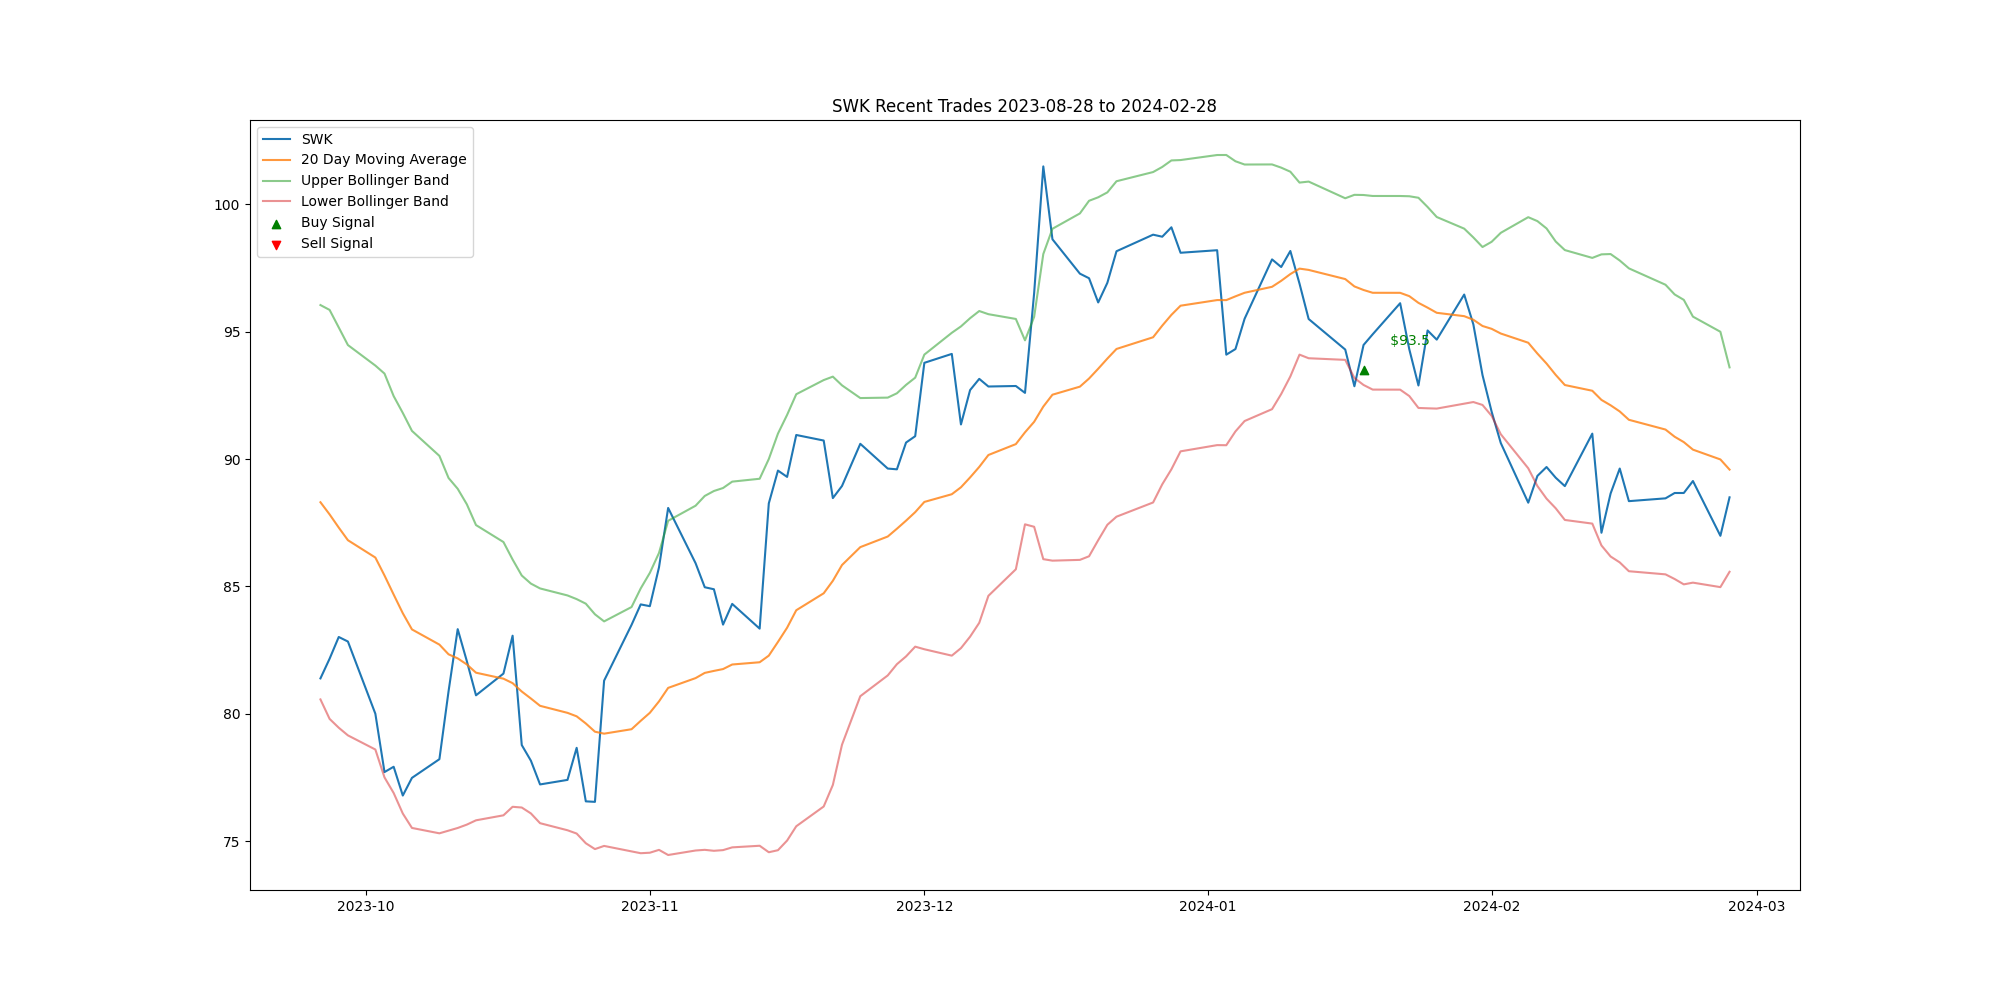 SWK Recent Trades 2023-08-28 to 2024-02-28
SWK
20 Day Moving Average
Upper Bollinger Band
Lower Bollinger Band
Buy Signal
Sell Signal
100
95
90
85
80
75
$93.5
2023-10 2023-11 2023-12 2024-01 2024-02 2024-03